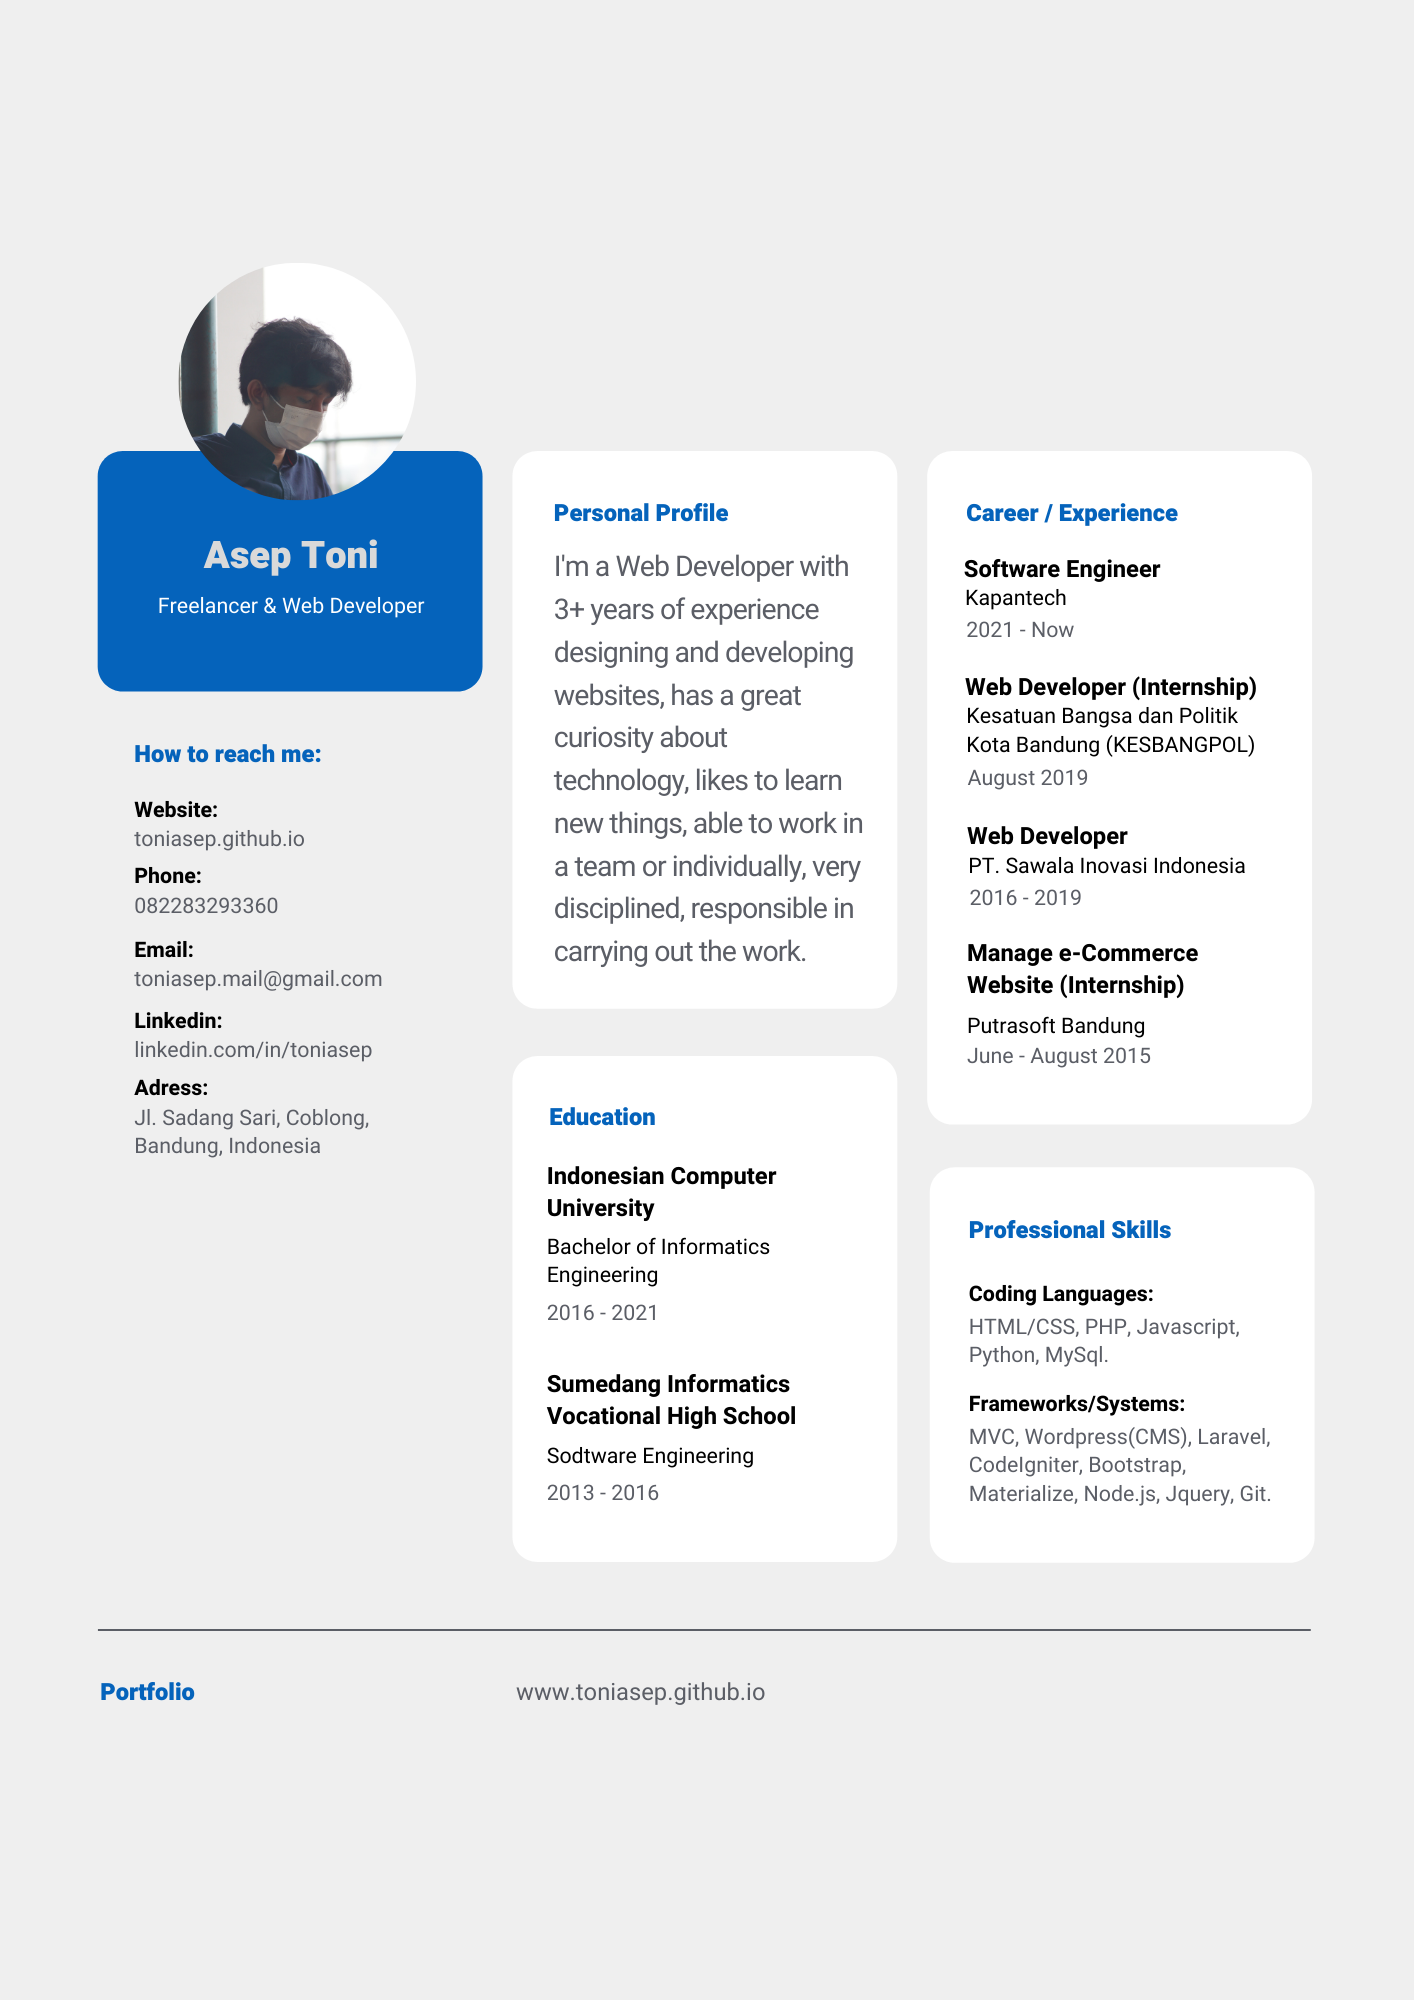 Asep Toni
Freelancer & Web Developer
How to reach me:
Website:
toniasep.github.io
Phone:
082283293360
Email:
toniasep.mail@gmail.com
Linkedin:
linkedin.com/in/toniasep
Adress:
Jl. Sadang Sari, Coblong,
Bandung, Indonesia
Personal Profile
I'm a Web Developer with
3+ years of experience
designing and developing
websites, has a great
curiosity about
technology, likes to learn
new things, able to work in
a team or individually, very
disciplined, responsible in
carrying out the work.
Education
Indonesian Computer
University
Bachelor of Informatics
Engineering
2016 - 2021
Sumedang Informatics
Vocational High School
Sodtware Engineering
2013 - 2016
Career / Experience
Software Engineer
Kapantech
2021 - Now
Web Developer (Internship)
Kesatuan Bangsa dan Politik
Kota Bandung (KESBANGPOL)
August 2019
Web Developer
PT. Sawala Inovasi Indonesia
2016 - 2019
Manage e-Commerce
Website (Internship)
Putrasoft Bandung
June - August 2015
Professional Skills
Coding Languages:
HTML/CSS, PHP, Javascript,
Python, MySql.
Frameworks/Systems:
MVC, Wordpress(CMS), Laravel,
CodeIgniter, Bootstrap,
Materialize, Node.js, Jquery, Git.
Portfolio
www.toniasep.github.io